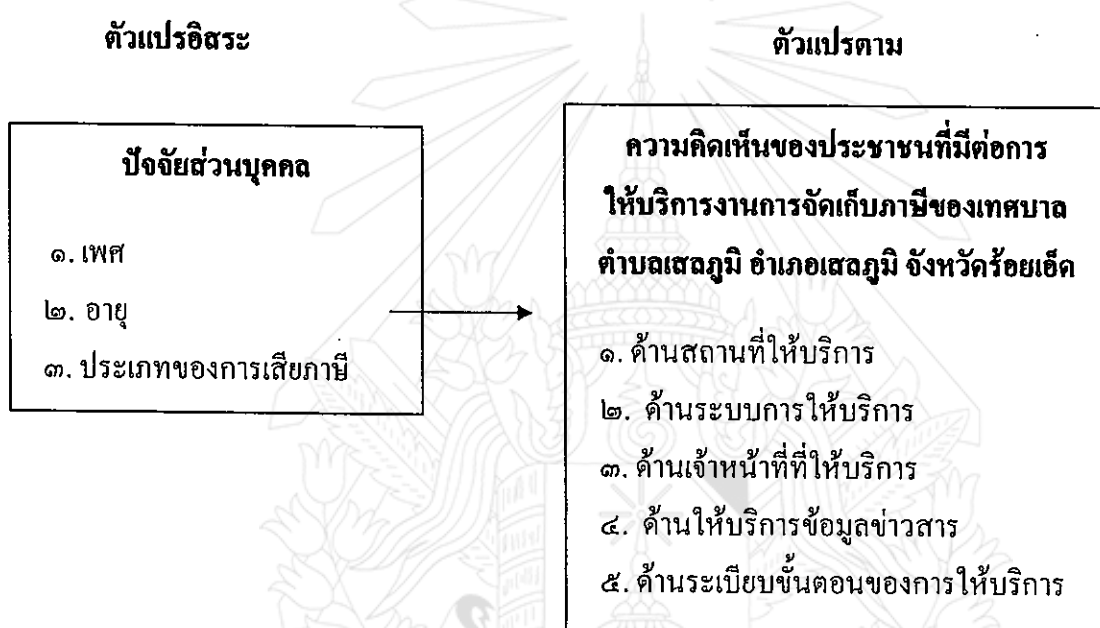 ตัวแปรอิสระ
ตัวแปรตาม
ปัจจัยส่วนบุคคล
๑. เพศ
๒. อายุ
๓. ประเภทของการเสียภาษี
ความคิดเห็นของประชาชนที่มีต่อการ
ให้บริการงานการจัดเก็บภาษีของเทศบาล
ตำบลเสลภูมิ อำเภอเสลภูมิ จังหวัดร้อยเอ็ด
๑. ด้านสถานที่ให้บริการ
๒. ด้านระบบการให้บริการ
๓. ด้านเจ้าหน้าที่ที่ให้บริการ
๔. ด้านให้บริการข้อมูลข่าวสาร
๕. ด้านระเบียบขั้นตอนของการให้บริการ